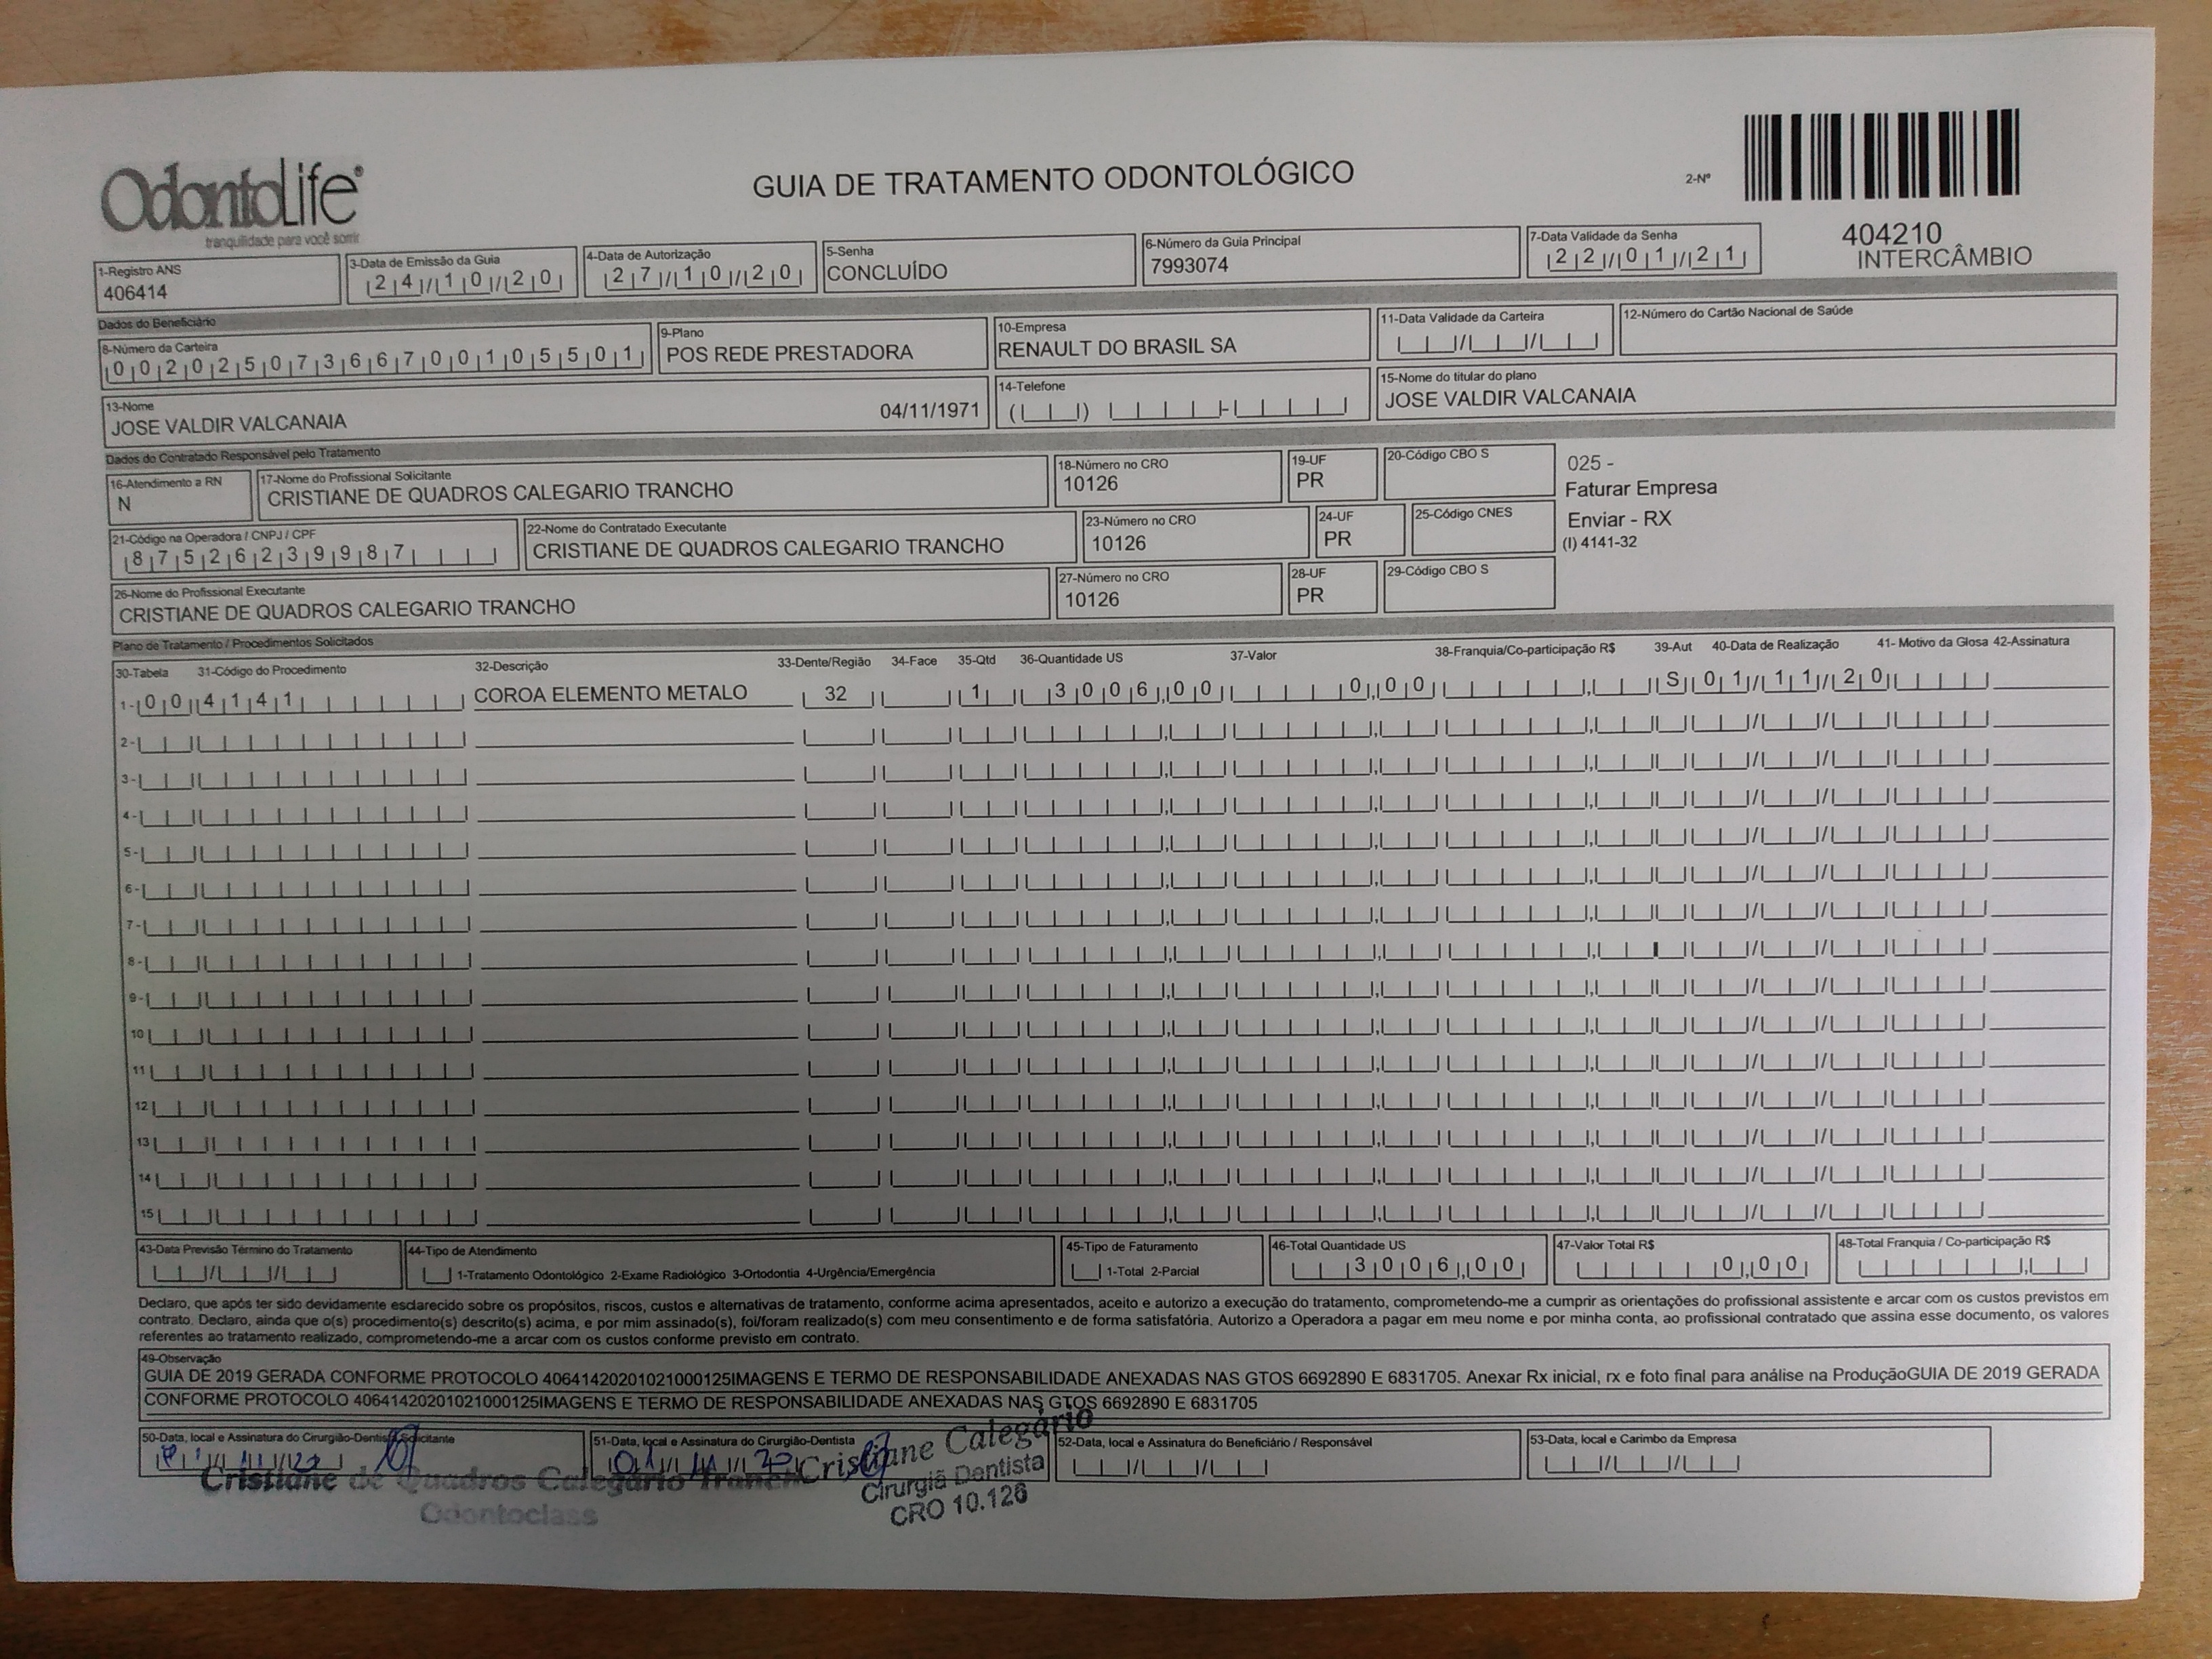 OdontoLife®
tranquilidade para você sorrir
GUIA DE TRATAMENTO ODONTOLÓGICO
2-Nº
404210
INTERCÂMBIO
1-Registro ANS
406414
3-Data de Emissão da Guia
24/10/20
4-Data de Autorização
27/10/20
5-Senha
CONCLUÍDO
6-Número da Guia Principal
7993074
7-Data Validade da Senha
22/01/21
Dados do Beneficiário
8-Número da Carteira
00202507366700105501
9-Plano
POS REDE PRESTADORA
10-Empresa
RENAULT DO BRASIL SA
11-Data Validade da Carteira
12-Número do Cartão Nacional de Saúde
13-Nome
JOSE VALDIR VALCANAIA 04/11/1971
14-Telefone
15-Nome do titular do plano
JOSE VALDIR VALCANAIA
Dados do Contratado Responsável pelo Tratamento
16-Atendimento a RN
N
17-Nome do Profissional Solicitante
CRISTIANE DE QUADROS CALEGARIO TRANCHO
18-Número no CRO
10126
19-UF
PR
20-Código CBO S
025 -
Faturar Empresa
Enviar - RX
(I) 4141-32
21-Código na Operadora / CNPJ / CPF
87526239987
22-Nome do Contratado Executante
CRISTIANE DE QUADROS CALEGARIO TRANCHO
23-Número no CRO
10126
24-UF
PR
25-Código CNES
26-Nome do Profissional Executante
CRISTIANE DE QUADROS CALEGARIO TRANCHO
27-Número no CRO
10126
28-UF
PR
29-Código CBO S
Plano de Tratamento / Procedimentos Solicitados
30-Tabela 31-Código do Procedimento 32-Descrição 33-Dente/Região 34-Face 35-Qtd 36-Quantidade US 37-Valor 38-Franquia/Co-participação R$ 39-Aut 40-Data de Realização 41- Motivo da Glosa 42-Assinatura
1- 00 4141 COROA ELEMENTO METALO 32 1 3006,00 0,00 S 01/11/20
2-
3-
4-
5-
6-
7-
8-
9-
10
11
12
13
14
15
43-Data Previsão Término do Tratamento
44-Tipo de Atendimento
1-Tratamento Odontológico 2-Exame Radiológico 3-Ortodontia 4-Urgência/Emergência
45-Tipo de Faturamento
1-Total 2-Parcial
46-Total Quantidade US
3006,00
47-Valor Total R$
0,00
48-Total Franquia / Co-participação R$
Declaro, que após ter sido devidamente esclarecido sobre os propósitos, riscos, custos e alternativas de tratamento, conforme acima apresentados, aceito e autorizo a execução do tratamento, comprometendo-me a cumprir as orientações do profissional assistente e arcar com os custos previstos em
contrato. Declaro, ainda que o(s) procedimento(s) descrito(s) acima, e por mim assinado(s), foi/foram realizado(s) com meu consentimento e de forma satisfatória. Autorizo a Operadora a pagar em meu nome e por minha conta, ao profissional contratado que assina esse documento, os valores
referentes ao tratamento realizado, comprometendo-me a arcar com os custos conforme previsto em contrato.
49-Observação
GUIA DE 2019 GERADA CONFORME PROTOCOLO 40641420201021000125IMAGENS E TERMO DE RESPONSABILIDADE ANEXADAS NAS GTOS 6692890 E 6831705. Anexar Rx inicial, rx e foto final para análise na ProduçãoGUIA DE 2019 GERADA
CONFORME PROTOCOLO 40641420201021000125IMAGENS E TERMO DE RESPONSABILIDADE ANEXADAS NAS GTOS 6692890 E 6831705
50-Data, local e Assinatura do Cirurgião-Dentista Solicitante
51-Data, local e Assinatura do Cirurgião-Dentista
52-Data, local e Assinatura do Beneficiário / Responsável
53-Data, local e Carimbo da Empresa
Cristiane de Quadros Calegario Trancho
Odontoclass
Cristiane Calegário
Cirurgiã Dentista
CRO 10.126